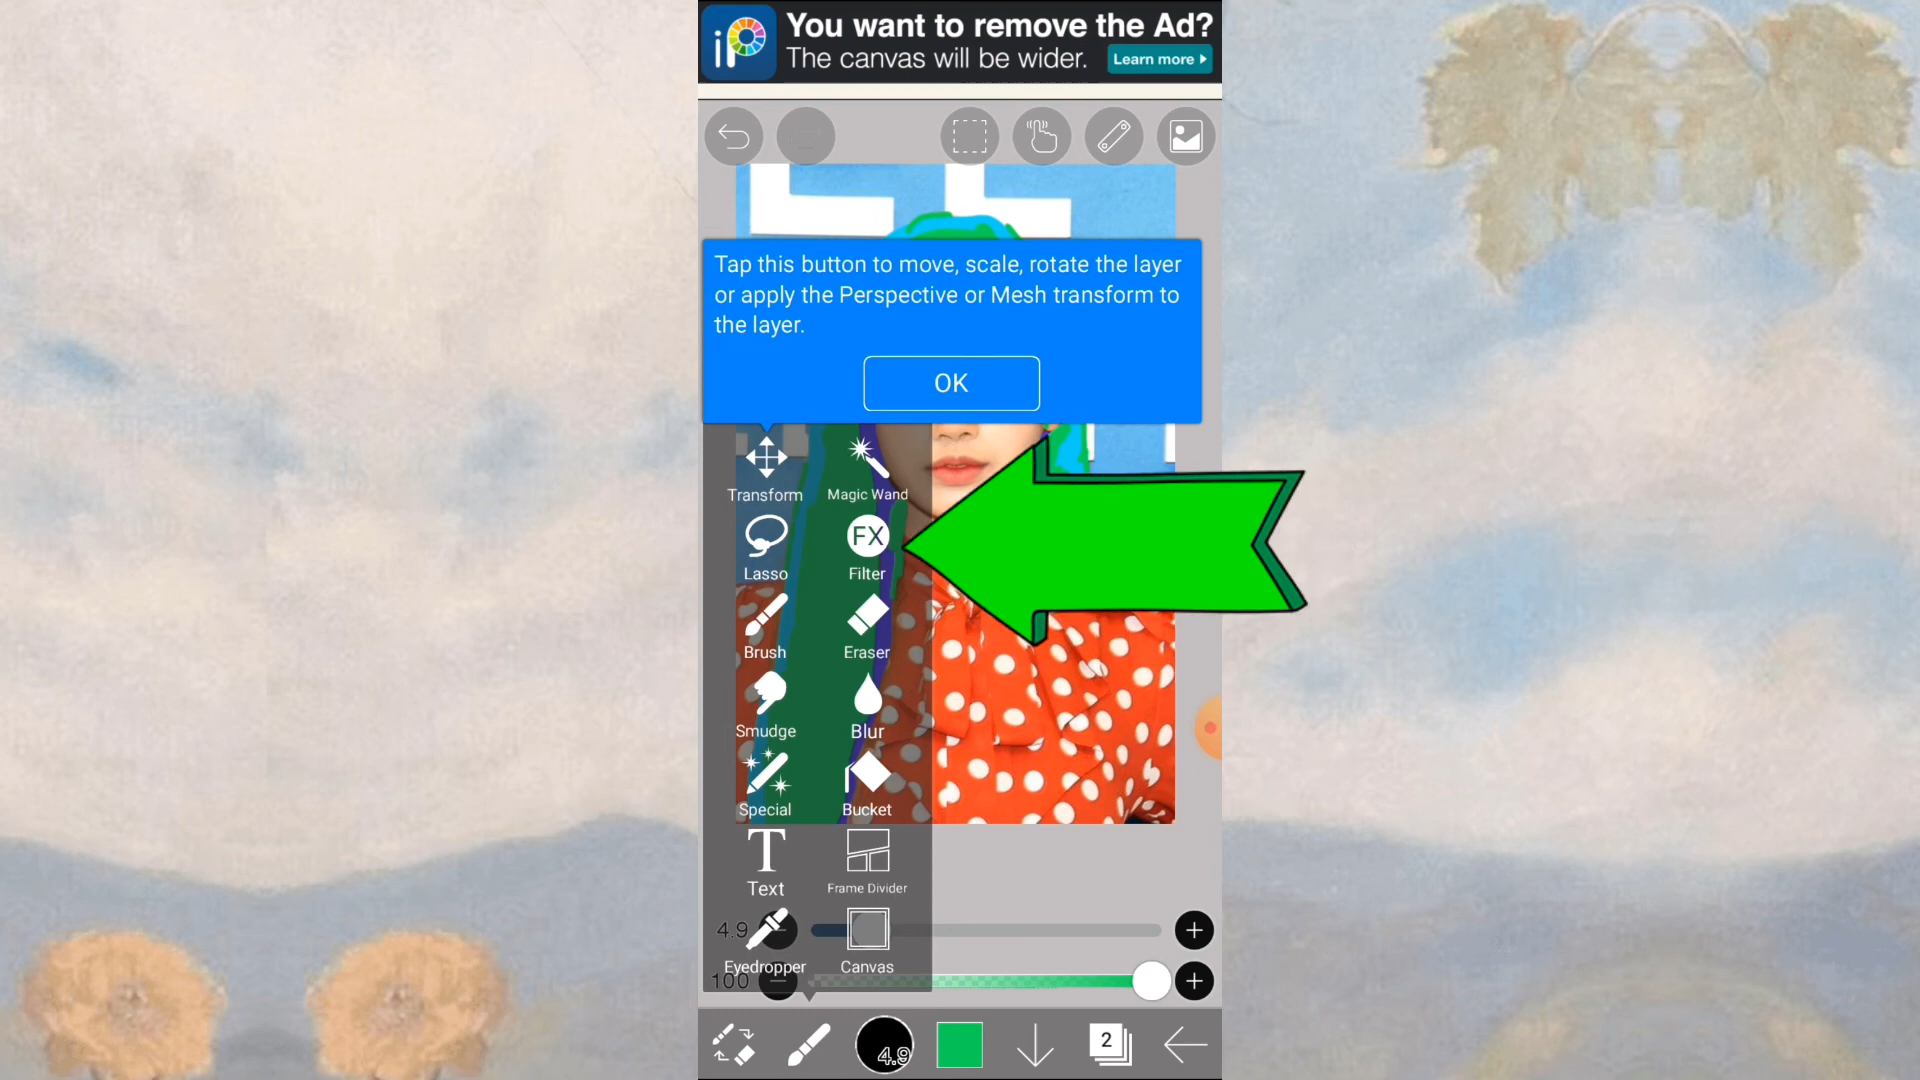 iP
You want to remove the Ad?
The canvas will be wider.
Learn more
Tap this button to move, scale, rotate the layer
or apply the Perspective or Mesh transform to
the layer.
OK
Transform
Magic Wand
Lasso
FX
Filter
Brush
Eraser
Smudge
Blur
Special
Bucket
T
Text
Frame Divider
4.9
Eyedropper
Canvas
100
4.9
2